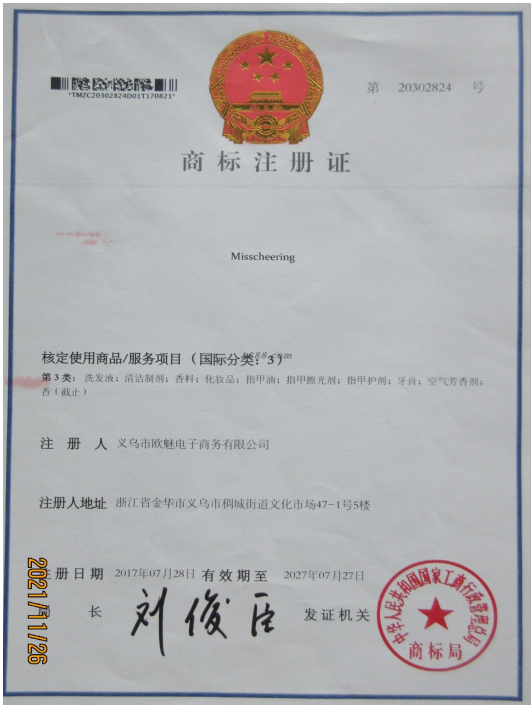 第 20302824 号
*TMZC20302824D01T170821*
商标注册证
Misscheering
核定使用商品/服务项目（国际分类：3）
第3类：洗发液；清洁制剂；香料；化妆品；指甲油；指甲擦光剂；指甲护剂；牙膏；空气芳香剂；
香（截止）
注册人 义乌市欧魅电子商务有限公司
注册人地址 浙江省金华市义乌市稠城街道文化市场47-1号5楼
注册日期 2017年07月28日 有效期至 2027年07月27日
局长 刘俊臣 发证机关
中华人民共和国国家工商行政管理总局
商标局
2021/11/26